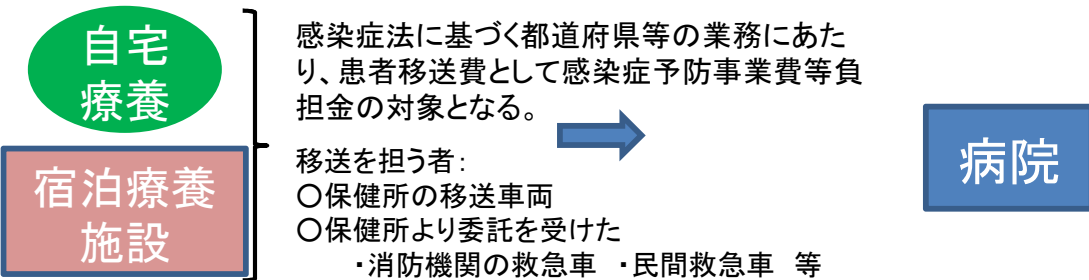 自宅
療養
宿泊療養
施設
感染症法に基づく都道府県等の業務にあた
り、患者移送費として感染症予防事業費等負
担金の対象となる。
移送を担う者：
〇保健所の移送車両
〇保健所より委託を受けた
・消防機関の救急車　・民間救急車　等
病院